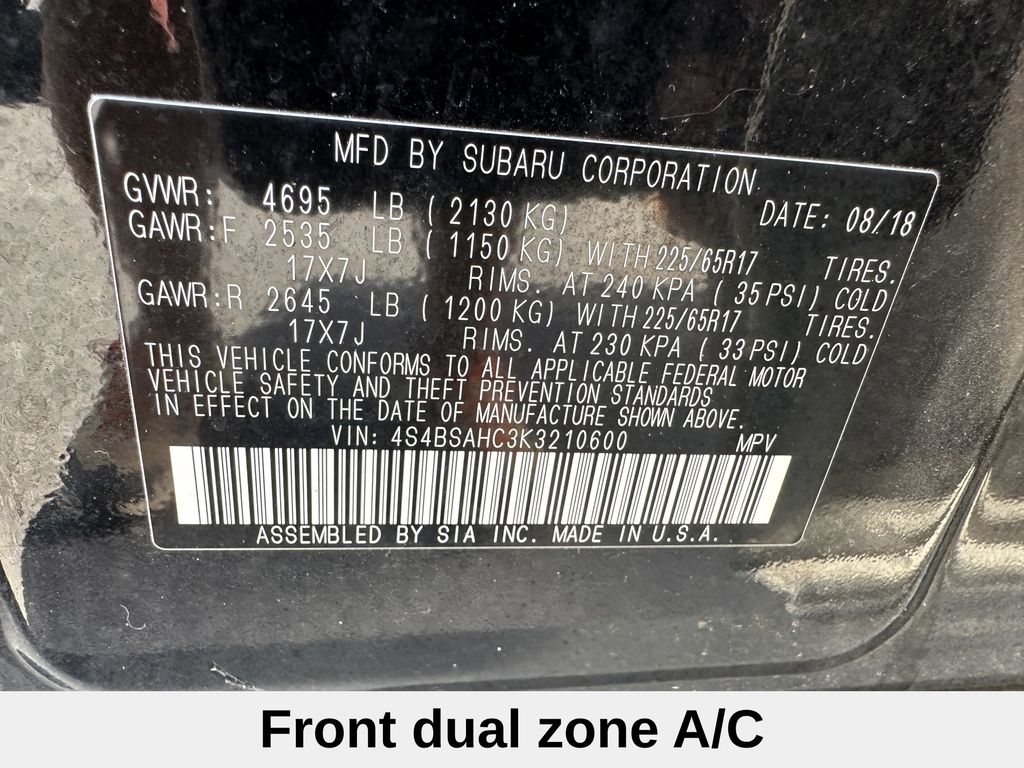 MFD BY SUBARU CORPORATION
GVWR: 4695 LB ( 2130 KG) DATE: 08/18
GAWR:F 2535 LB ( 1150 KG) WITH 225/65R17 TIRES.
17X7J RIMS. AT 240 KPA ( 35 PSI) COLD
GAWR:R 2645 LB ( 1200 KG) WITH 225/65R17 TIRES.
17X7J RIMS. AT 230 KPA ( 33 PSI) COLD
THIS VEHICLE CONFORMS TO ALL APPLICABLE FEDERAL MOTOR
VEHICLE SAFETY AND THEFT PREVENTION STANDARDS
IN EFFECT ON THE DATE OF MANUFACTURE SHOWN ABOVE.
VIN: 4S4BSAHC3K3210600 MPV
ASSEMBLED BY SIA INC. MADE IN U.S.A.
Front dual zone A/C